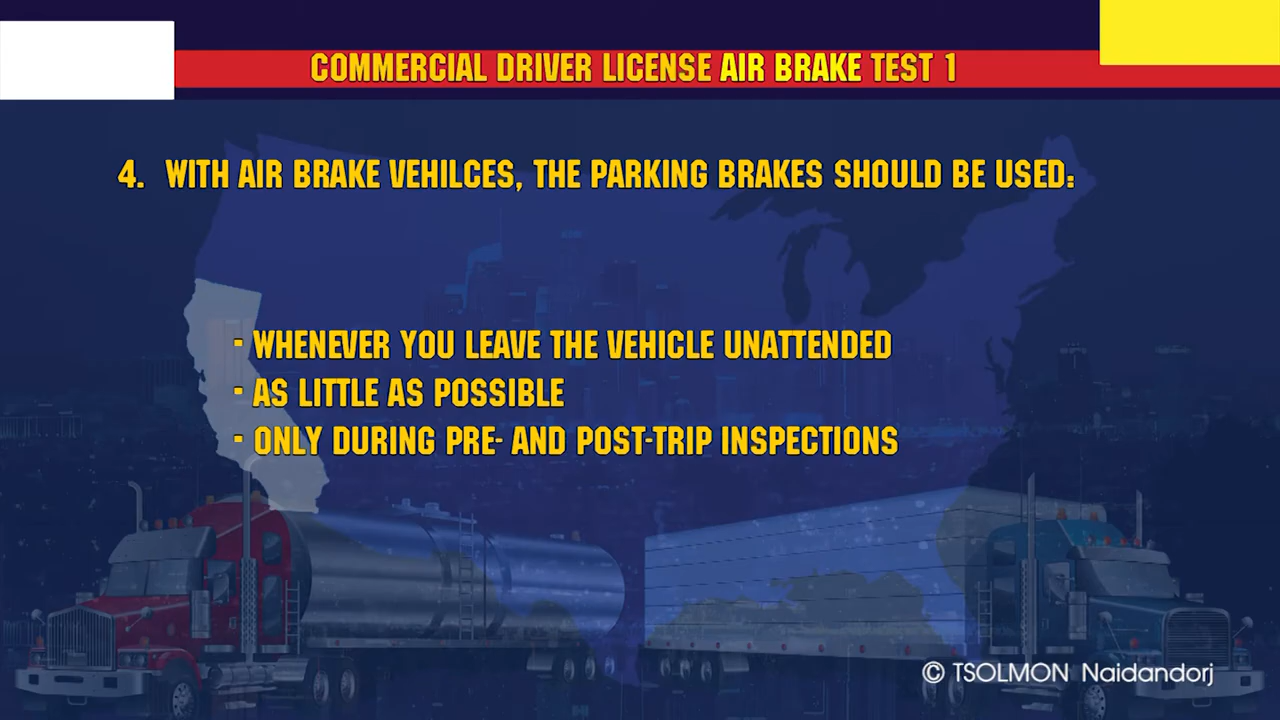 COMMERCIAL DRIVER LICENSE AIR BRAKE TEST 1
4. WITH AIR BRAKE VEHILCES, THE PARKING BRAKES SHOULD BE USED:
- WHENEVER YOU LEAVE THE VEHICLE UNATTENDED
- AS LITTLE AS POSSIBLE
- ONLY DURING PRE- AND POST-TRIP INSPECTIONS
© TSOLMON Naidandorj